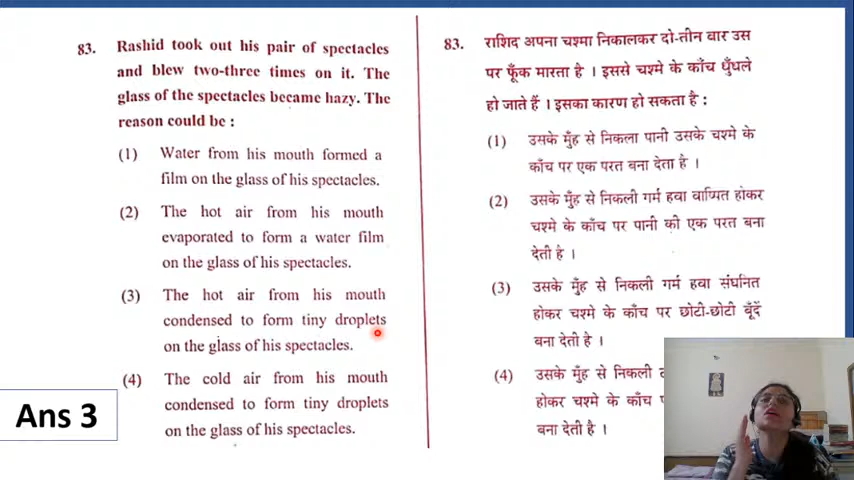 83. Rashid took out his pair of spectacles
and blew two-three times on it. The
glass of the spectacles became hazy. The
reason could be :
(1) Water from his mouth formed a
film on the glass of his spectacles.
(2) The hot air from his mouth
evaporated to form a water film
on the glass of his spectacles.
(3) The hot air from his mouth
condensed to form tiny droplets
on the glass of his spectacles.
(4) The cold air from his mouth
condensed to form tiny droplets
on the glass of his spectacles.
Ans 3
83. राशिद अपना चश्मा निकालकर दो-तीन बार उस
पर फूँक मारता है । इससे चश्मे के काँच धुँधले
हो जाते हैं । इसका कारण हो सकता है :
(1) उसके मुँह से निकला पानी उसके चश्मे के
काँच पर एक परत बना देता है ।
(2) उसके मुँह से निकली गर्म हवा वाष्पित होकर
चश्मे के काँच पर पानी की एक परत बना
देती है ।
(3) उसके मुँह से निकली गर्म हवा संघनित
होकर चश्मे के काँच पर छोटी-छोटी बूँदें
बना देती है ।
(4) उसके मुँह से निकली
होकर चश्मे के काँच
बना देती है ।